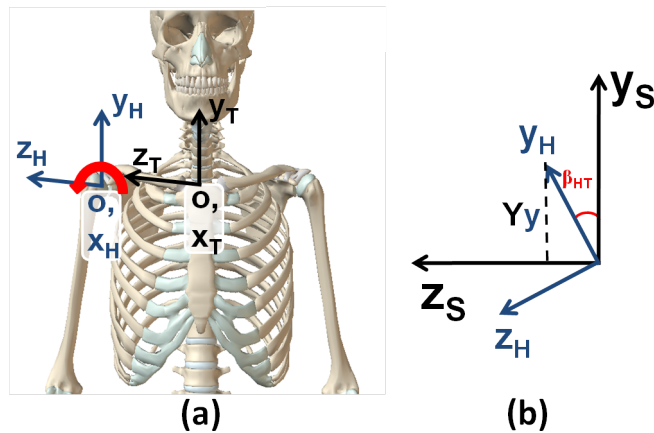 y_H
y_T
z_H
z_T
o,
x_H
o,
x_T
(a)
y_S
y_H
β_HT
Yy
z_S
z_H
(b)